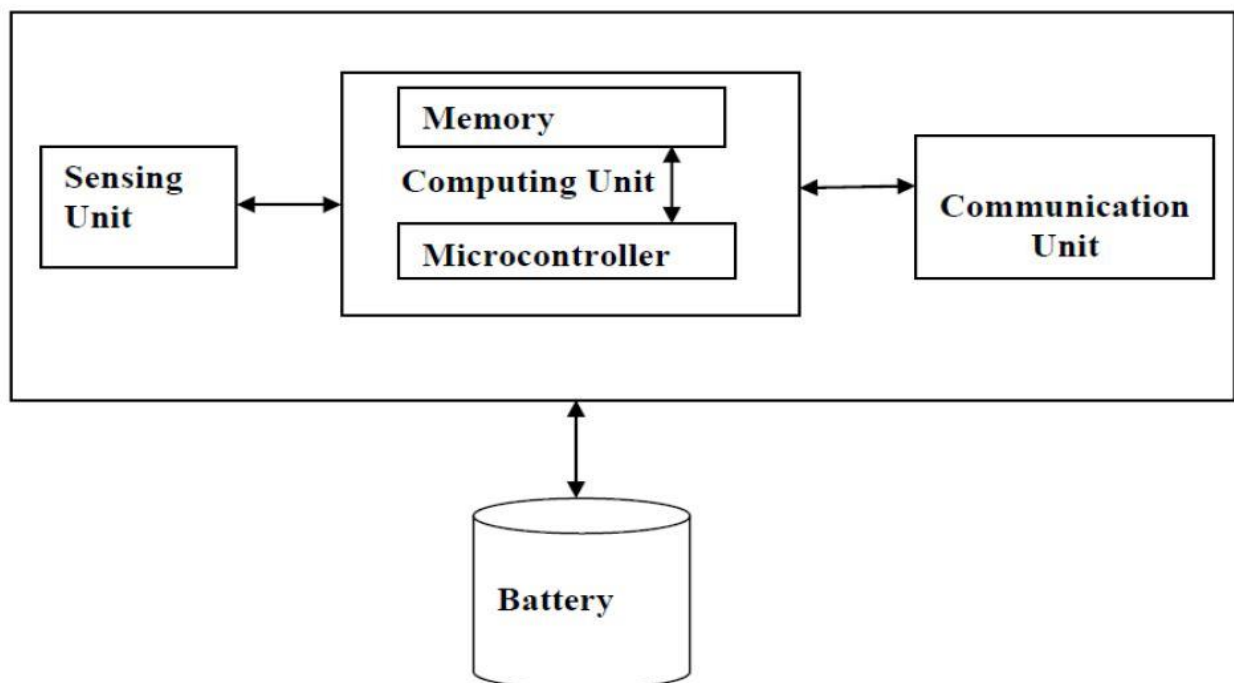 Memory
Sensing
Unit
Computing Unit
Communication
Unit
Microcontroller
Battery